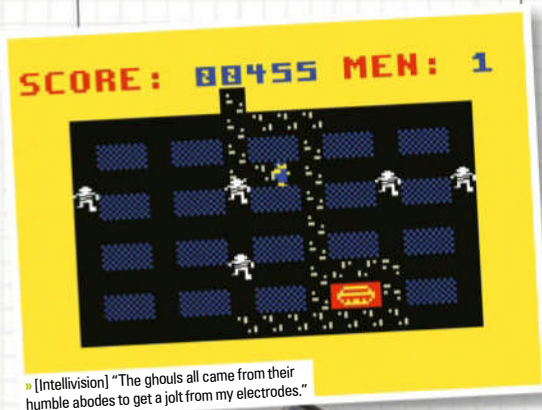 SCORE: 00455 MEN: 1
» [Intellivision] “The ghouls all came from their
humble abodes to get a jolt from my electrodes.”